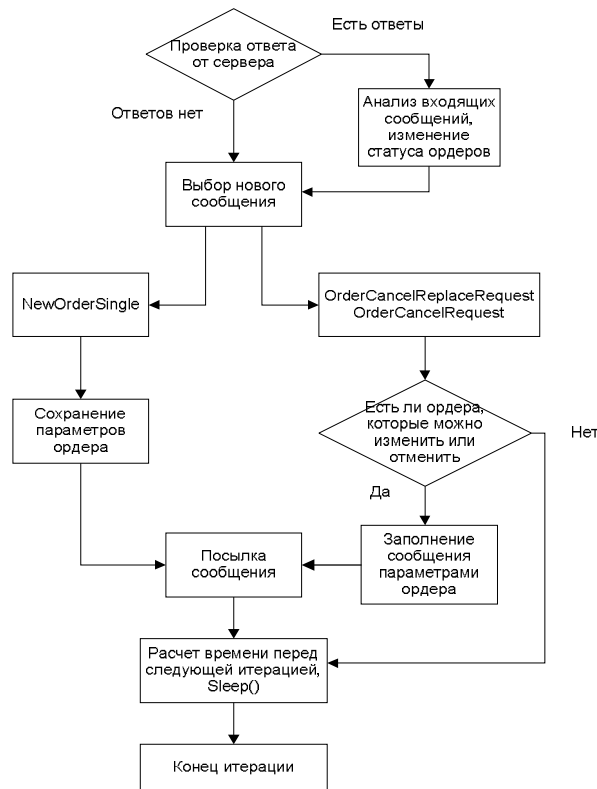 Есть ответы
Проверка ответа
от сервера
Ответов нет
Анализ входящих
сообщений,
изменение
статуса ордеров
Выбор нового
сообщения
NewOrderSingle
OrderCancelReplaceRequest
OrderCancelRequest
Сохранение
параметров
ордера
Есть ли ордера,
которые можно
изменить или
отменить
Нет
Да
Посылка
сообщения
Заполнение
сообщения
параметрами
ордера
Расчет времени перед
следующей итерацией,
Sleep()
Конец итерации